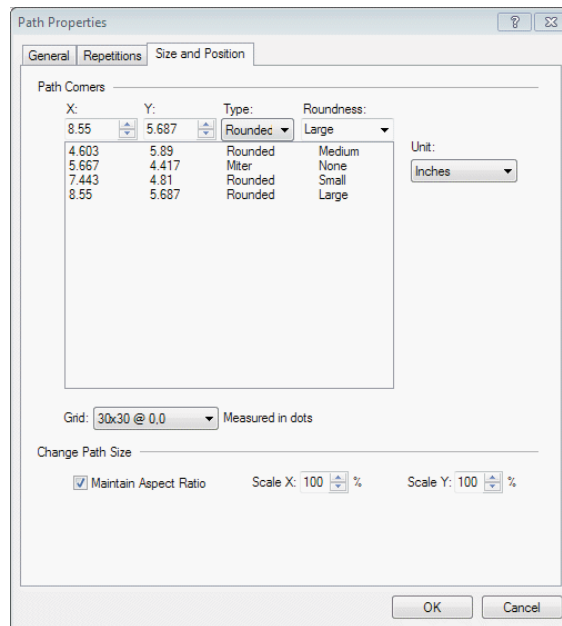 Path Properties
General Repetitions Size and Position
Path Corners
X: Y: Type: Roundness:
8.55 5.687 Rounded Large
Unit:
4.603 5.89 Rounded Medium
5.667 4.417 Miter None
Inches
7.443 4.81 Rounded Small
8.55 5.687 Rounded Large
Grid: 30x30 @ 0,0 Measured in dots
Change Path Size
Maintain Aspect Ratio Scale X: 100 % Scale Y: 100 %
OK Cancel